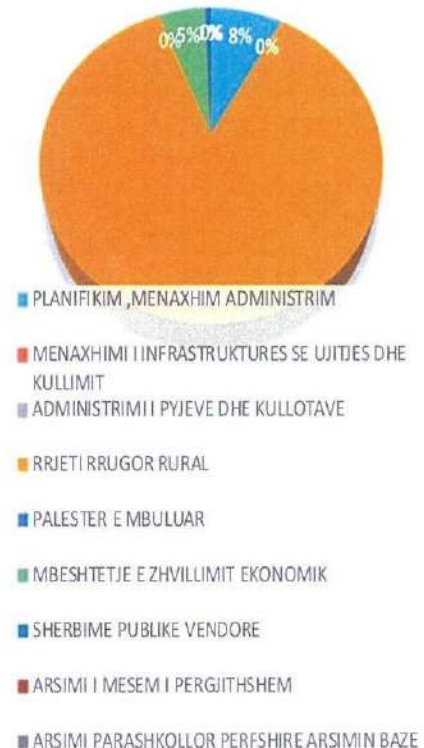 0% 5% 0% 8% 0%
PLANIFIKIM ,MENAXHIM ADMINISTRIM
MENAXHIMI I INFRASTRUKTURES SE UJITJES DHE
KULLIMIT
ADMINISTRIMI I PYJEVE DHE KULLOTAVE
RRJETI RRUGOR RURAL
PALESTER E MBULUAR
MBESHTETJE E ZHVILLIMIT EKONOMIK
SHERBIME PUBLIKE VENDORE
ARSIMI I MESEM I PERGJITHSHEM
ARSIMI PARASHKOLLOR PERFSHIRE ARSIMIN BAZE